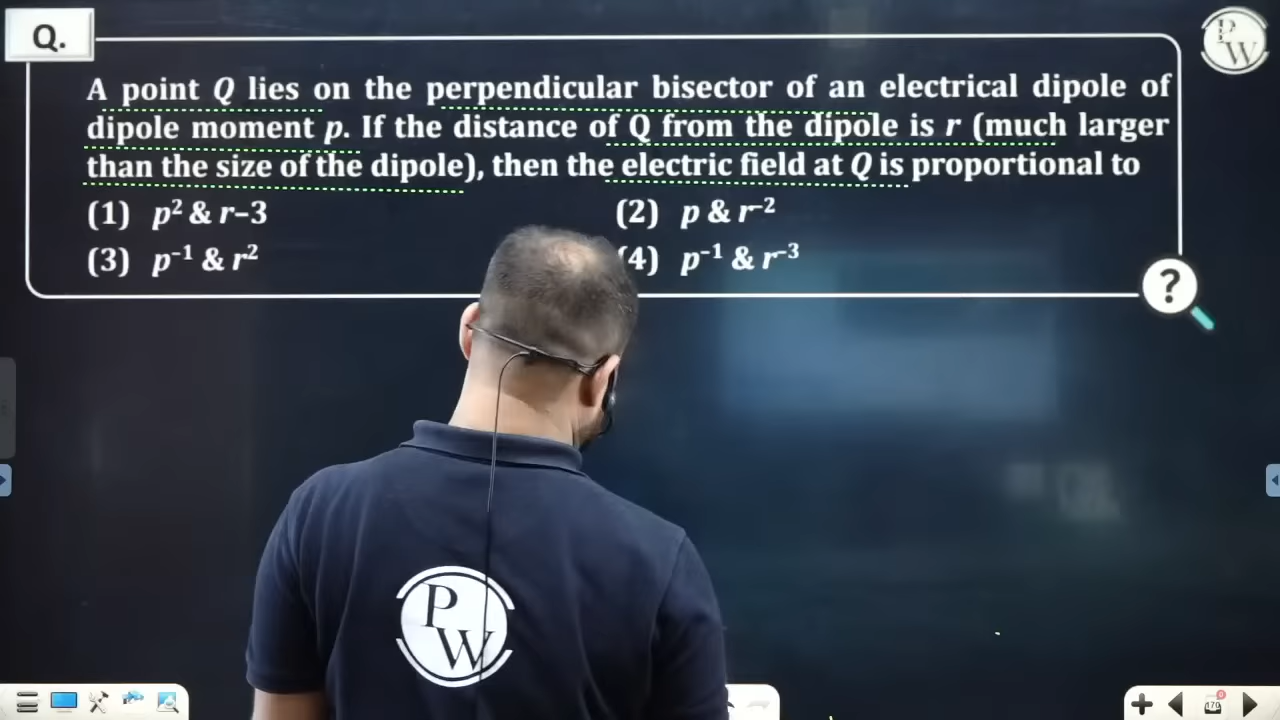 Q.
P
W
A point Q lies on the perpendicular bisector of an electrical dipole of
dipole moment p. If the distance of Q from the dipole is r (much larger
than the size of the dipole), then the electric field at Q is proportional to
(1) p² & r–3
(2) p & r⁻²
(3) p⁻¹ & r²
(4) p⁻¹ & r⁻³
?
P
W